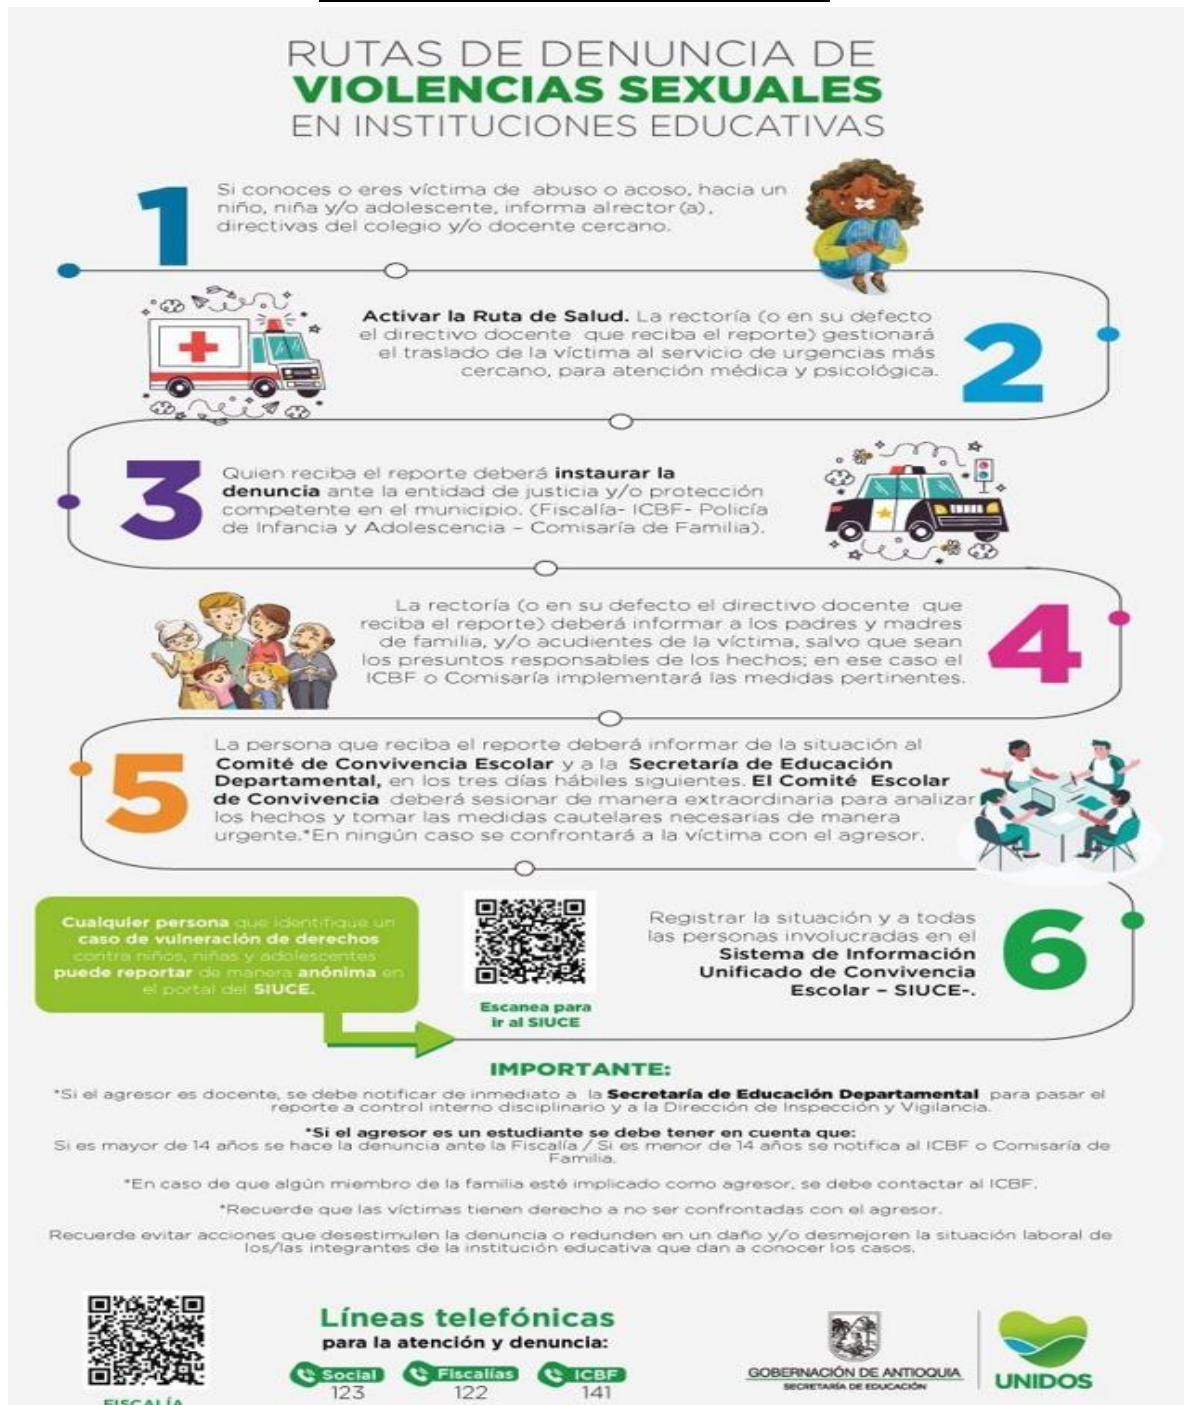 RUTAS DE DENUNCIA DE
VIOLENCIAS SEXUALES
EN INSTITUCIONES EDUCATIVAS
1
Si conoces o eres víctima de abuso o acoso, hacia un
niño, niña y/o adolescente, informa alrector (a),
directivas del colegio y/o docente cercano.
Activar la Ruta de Salud. La rectoría (o en su defecto
el directivo docente que reciba el reporte) gestionará
el traslado de la víctima al servicio de urgencias más
cercano, para atención médica y psicológica.
2
3
Quien reciba el reporte deberá instaurar la
denuncia ante la entidad de justicia y/o protección
competente en el municipio. (Fiscalía- ICBF- Policía
de Infancia y Adolescencia – Comisaría de Familia).
La rectoría (o en su defecto el directivo docente que
reciba el reporte) deberá informar a los padres y madres
de familia, y/o acudientes de la víctima, salvo que sean
los presuntos responsables de los hechos; en ese caso el
ICBF o Comisaría implementará las medidas pertinentes.
4
5
La persona que reciba el reporte deberá informar de la situación al
Comité de Convivencia Escolar y a la Secretaría de Educación
Departamental, en los tres días hábiles siguientes. El Comité Escolar
de Convivencia deberá sesionar de manera extraordinaria para analizar
los hechos y tomar las medidas cautelares necesarias de manera
urgente.*En ningún caso se confrontará a la víctima con el agresor.
Cualquier persona que identifique un
caso de vulneración de derechos
contra niños, niñas y adolescentes
puede reportar de manera anónima en
el portal del SIUCE.
Escanea para
ir al SIUCE
Registrar la situación y a todas
las personas involucradas en el
Sistema de Información
Unificado de Convivencia
Escolar – SIUCE-.
6
IMPORTANTE:
*Si el agresor es docente, se debe notificar de inmediato a la Secretaría de Educación Departamental para pasar el
reporte a control interno disciplinario y a la Dirección de Inspección y Vigilancia.
*Si el agresor es un estudiante se debe tener en cuenta que:
Si es mayor de 14 años se hace la denuncia ante la Fiscalía / Si es menor de 14 años se notifica al ICBF o Comisaría de
Familia.
*En caso de que algún miembro de la familia esté implicado como agresor, se debe contactar al ICBF.
*Recuerde que las víctimas tienen derecho a no ser confrontadas con el agresor.
Recuerde evitar acciones que desestimulen la denuncia o redunden en un daño y/o desmejoren la situación laboral de
los/las integrantes de la institución educativa que dan a conocer los casos.
FISCALÍA
Líneas telefónicas
para la atención y denuncia:
Social
123
Fiscalías
122
ICBF
141
GOBERNACIÓN DE ANTIOQUIA
SECRETARÍA DE EDUCACIÓN
UNIDOS